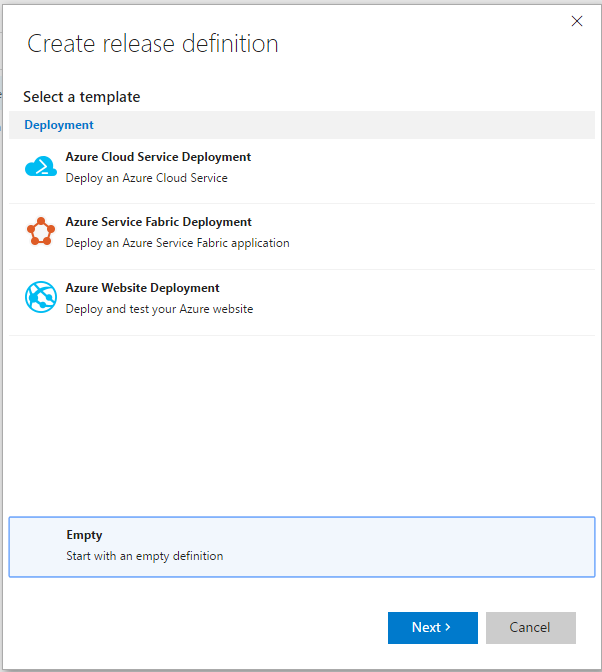 Create release definition
Select a template
Deployment
Azure Cloud Service Deployment
Deploy an Azure Cloud Service
Azure Service Fabric Deployment
Deploy an Azure Service Fabric application
Azure Website Deployment
Deploy and test your Azure website
Empty
Start with an empty definition
Next >
Cancel